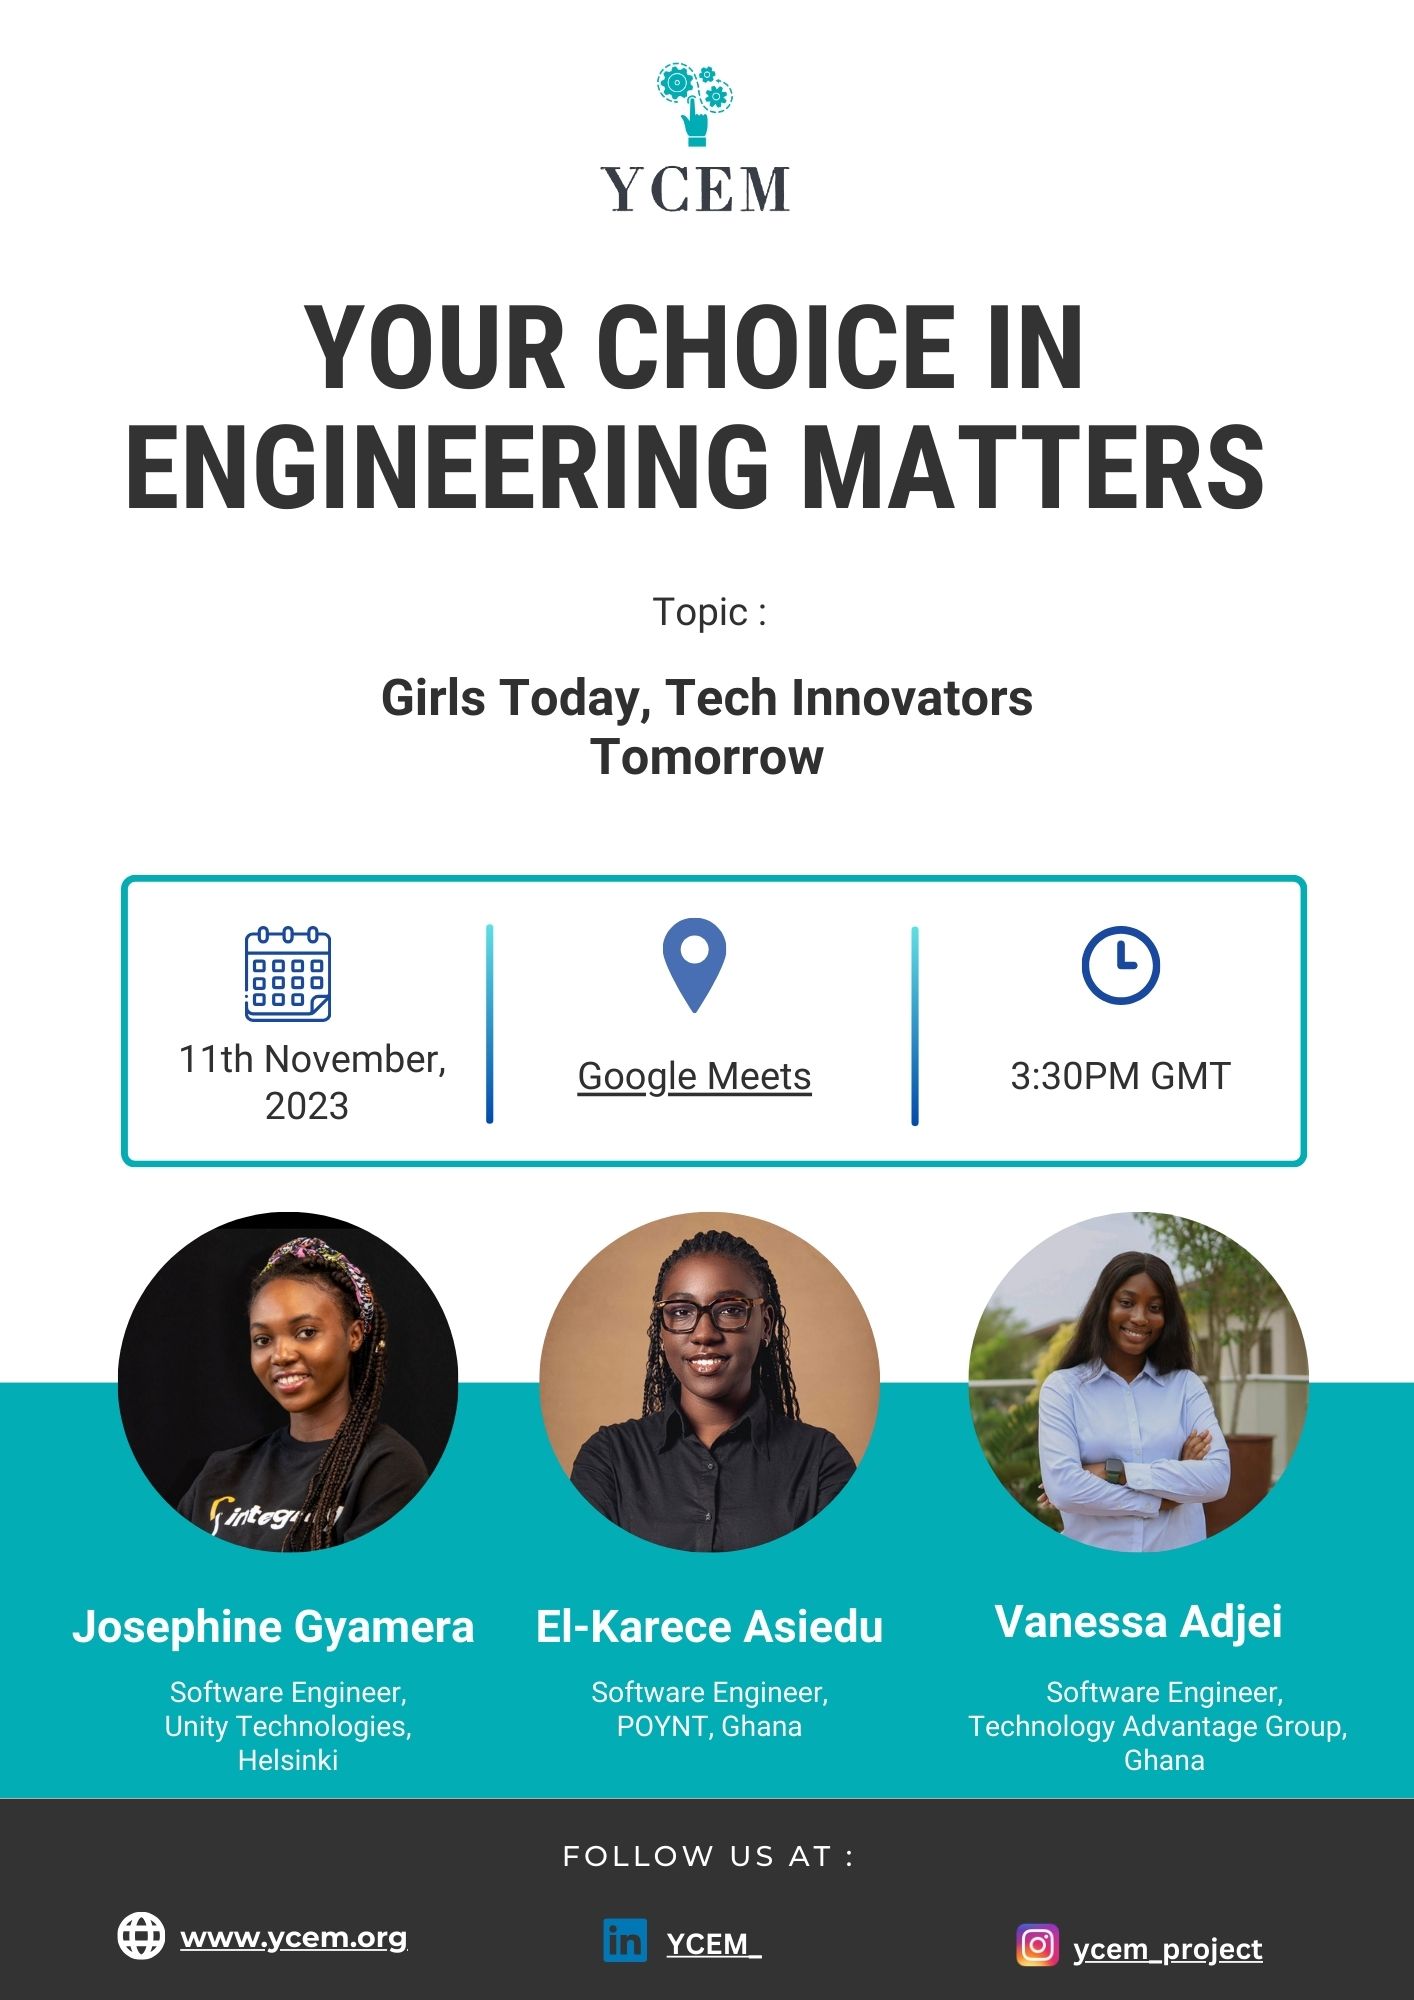 YCEM
YOUR CHOICE IN
ENGINEERING MATTERS
Topic :
Girls Today, Tech Innovators
Tomorrow
11th November,
2023
Google Meets
3:30PM GMT
Josephine Gyamera
Software Engineer,
Unity Technologies,
Helsinki
El-Karece Asiedu
Software Engineer,
POYNT, Ghana
Vanessa Adjei
Software Engineer,
Technology Advantage Group,
Ghana
FOLLOW US AT :
www.ycem.org
in YCEM_
ycem_project